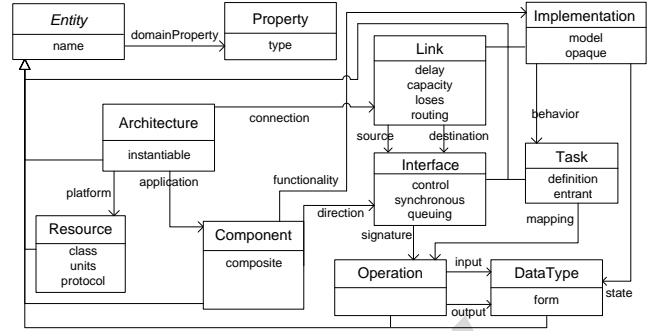 Entity
name
domainProperty
Property
type
Implementation
model
opaque
Link
delay
capacity
loses
routing
connection
Architecture
instantiable
behavior
source
destination
Interface
control
synchronous
queuing
Task
definition
entrant
platform
application
functionality
direction
mapping
Resource
class
units
protocol
Component
composite
signature
Operation
input
output
DataType
form
state